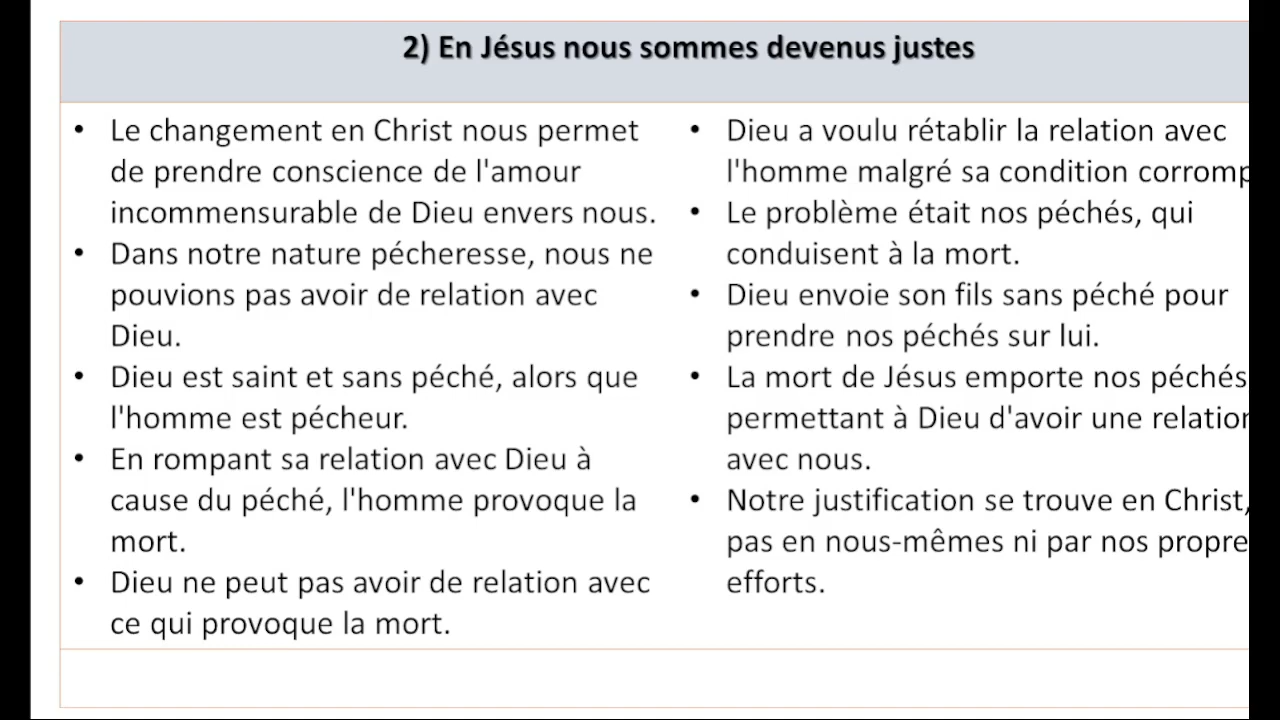 2) En Jésus nous sommes devenus justes
• Le changement en Christ nous permet
de prendre conscience de l'amour
incommensurable de Dieu envers nous.
• Dans notre nature pécheresse, nous ne
pouvions pas avoir de relation avec
Dieu.
• Dieu est saint et sans péché, alors que
l'homme est pécheur.
• En rompant sa relation avec Dieu à
cause du péché, l'homme provoque la
mort.
• Dieu ne peut pas avoir de relation avec
ce qui provoque la mort.
• Dieu a voulu rétablir la relation avec
l'homme malgré sa condition
• Le problème était nos péchés, qui
conduisent à la mort.
• Dieu envoie son fils sans péché pour
prendre nos péchés sur lui.
• La mort de Jésus emporte nos péchés
permettant à Dieu d'avoir une
avec nous.
• Notre justification se trouve en Christ,
pas en nous-mêmes ni par nos propre
efforts.